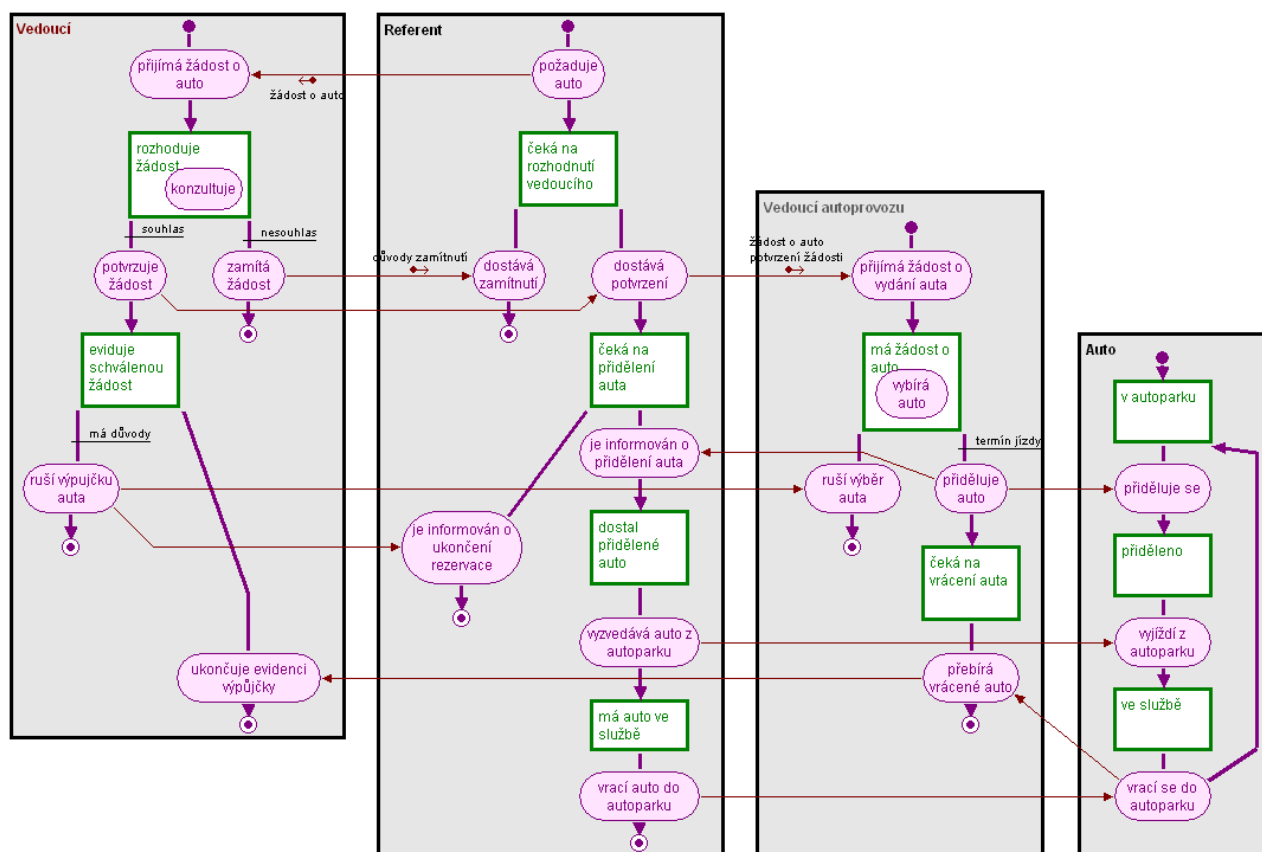 Vedoucí
přijímá žádost o
auto
žádost o auto
rozhoduje
žádost
konzultuje
souhlas
nesouhlas
potvrzuje
žádost
zamítá
žádost
eviduje
schválenou
žádost
má důvody
ruší výpujčku
auta
ukončuje evidenci
výpůjčky
Referent
požaduje
auto
čeká na
rozhodnutí
vedoucího
důvody zamítnutí
dostává
zamítnutí
dostává
potvrzení
čeká na
přidělení
auta
je informován o
přidělení auta
je informován o
ukončení
rezervace
dostal
přidělené
auto
vyzvedává auto z
autoparku
má auto ve
službě
vrací auto do
autoparku
Vedoucí autoprovozu
žádost o auto
potvrzení žádosti
přijímá žádost o
vydání auta
má žádost o
auto
vybírá
auto
termín jízdy
ruší výběr
auta
přiděluje
auto
čeká na
vrácení auta
přebírá
vrácené auto
Auto
v autoparku
přiděluje se
přiděleno
vyjíždí z
autoparku
ve službě
vrací se do
autoparku